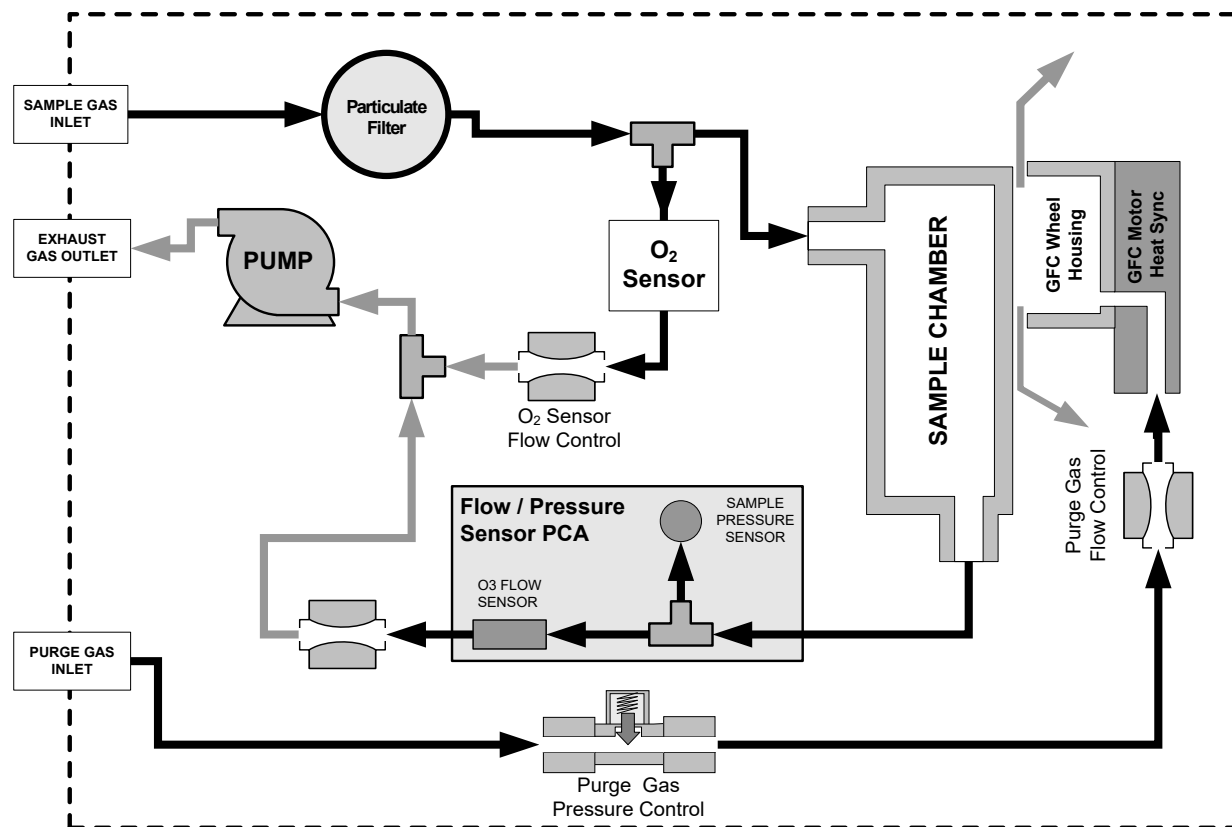 SAMPLE GAS
INLET
Particulate
Filter
EXHAUST
GAS OUTLET
PUMP
O₂
Sensor
SAMPLE CHAMBER
GFC Wheel
Housing
GFC Motor
Heat Sync
O₂ Sensor
Flow Control
Purge Gas
Flow Control
Flow / Pressure
Sensor PCA
SAMPLE
PRESSURE
SENSOR
O3 FLOW
SENSOR
PURGE GAS
INLET
Purge Gas
Pressure Control